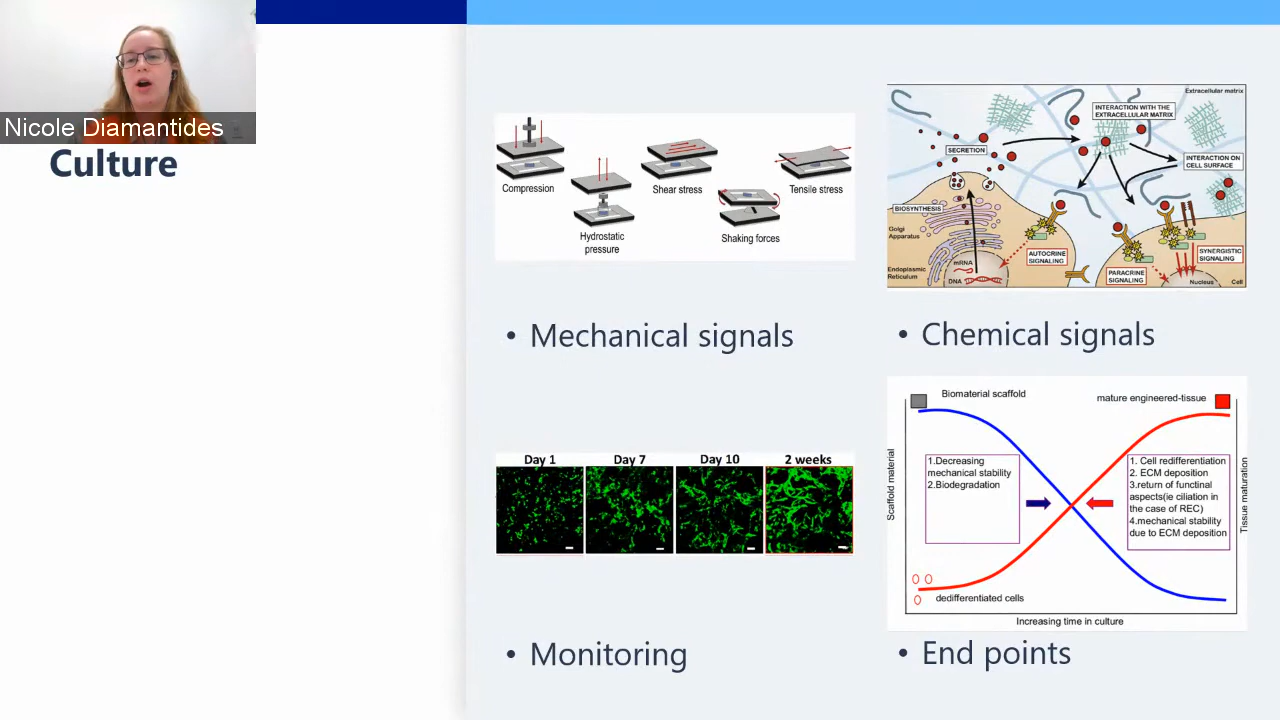 Nicole Diamantides
Culture
Compression
Hydrostatic
pressure
Shear stress
Shaking forces
Tensile stress
• Mechanical signals
Extracellular matrix
INTERACTION WITH THE
EXTRACELLULAR MATRIX
SECRETION
INTERACTION ON
CELL SURFACE
BIOSYNTHESIS
Golgi
Apparatus
mRNA
Endoplasmic
Reticulum
DNA
AUTOCRINE
SIGNALING
PARACRINE
SIGNALING
SYNERGISTIC
SIGNALING
Nucleus
Cell
• Chemical signals
Day 1
Day 7
Day 10
2 weeks
• Monitoring
Biomaterial scaffold
mature engineered-tissue
Scaffold material
1.Decreasing
mechanical stability
2.Biodegradation
1. Cell redifferentiation
2. ECM deposition
3.return of functinal
aspects(ie ciliation in
the case of REC)
4.mechanical stability
due to ECM deposition
Tissue maturation
dedifferentiated cells
Increasing time in culture
• End points